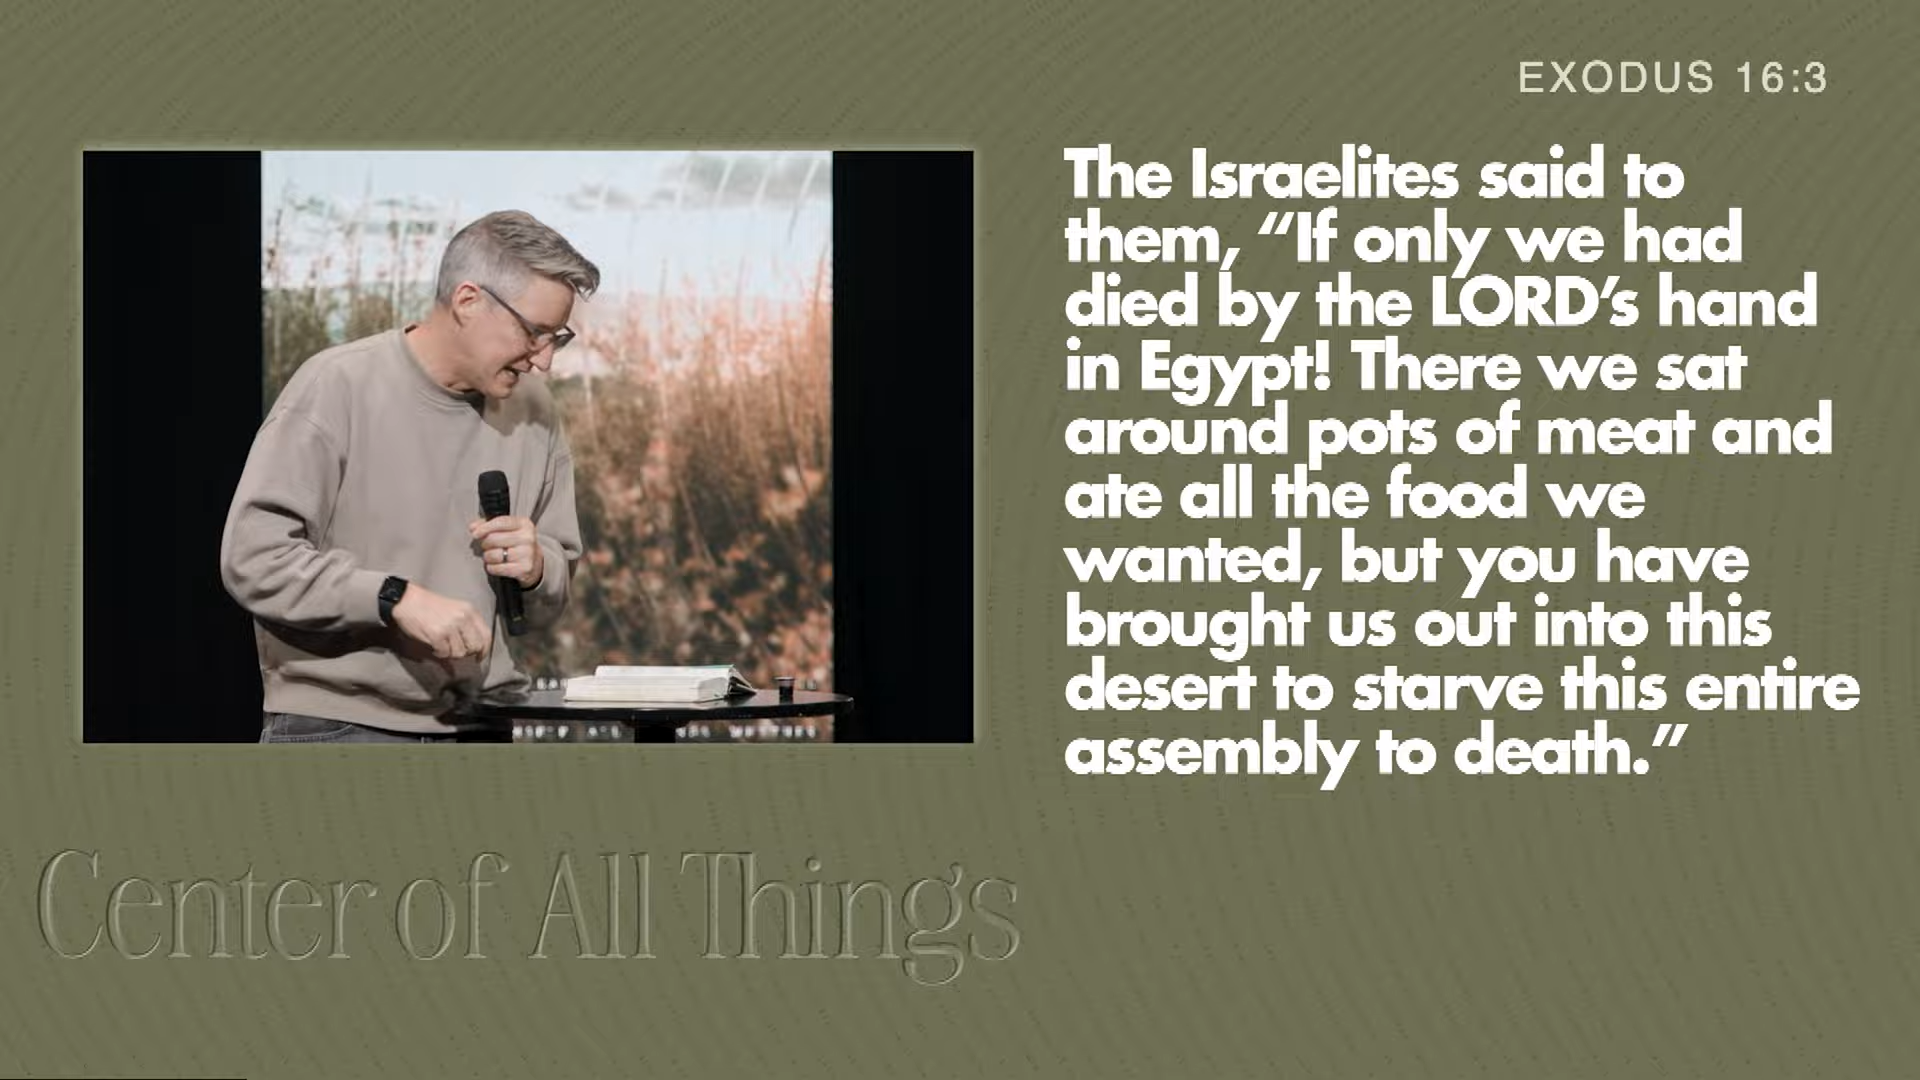 EXODUS 16:3
The Israelites said to
them, “If only we had
died by the LORD’s hand
in Egypt! There we sat
around pots of meat and
ate all the food we
wanted, but you have
brought us out into this
desert to starve this entire
assembly to death.”
Center of All Things